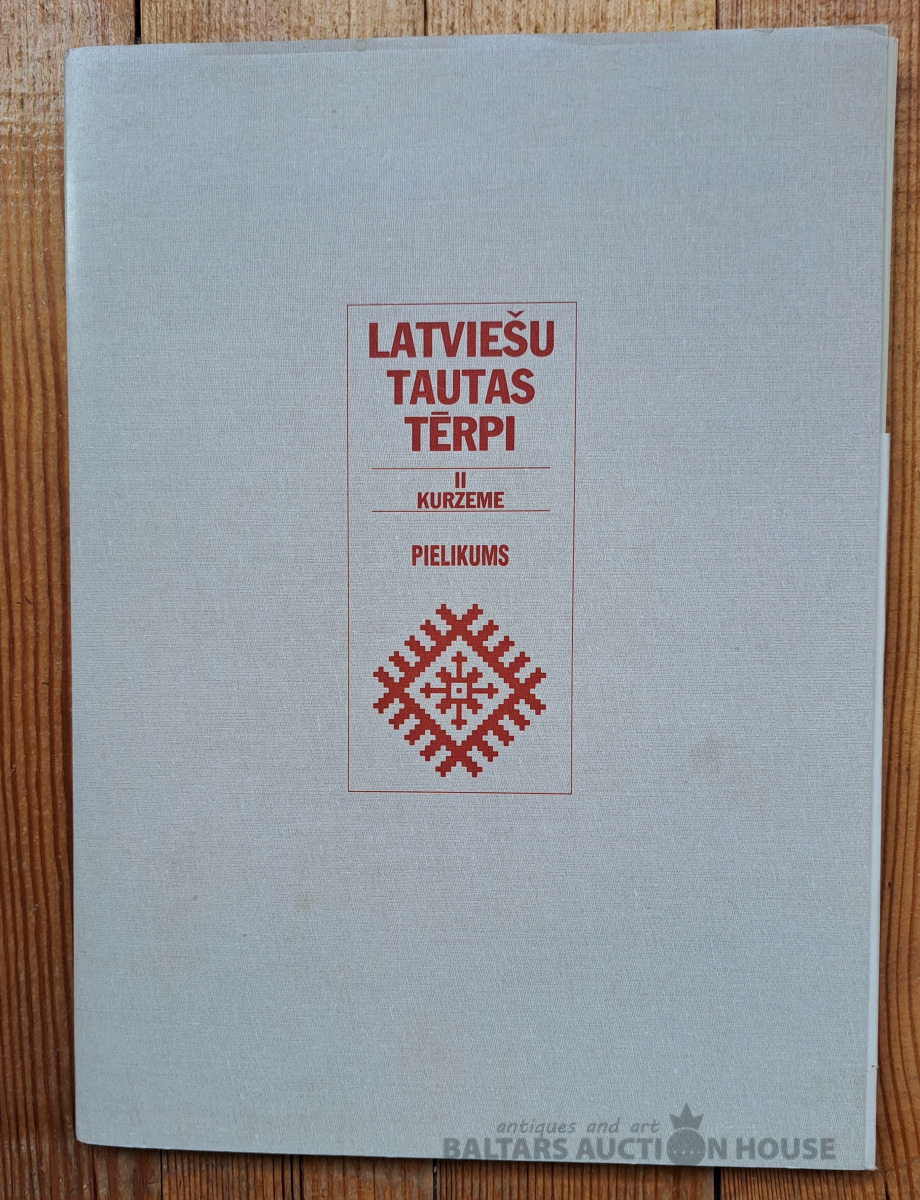 LATVIEŠU
TAUTAS
TĒRPI
II
KURZEME
PIELIKUMS
antiques and art
BALTARS AUCTION HOUSE